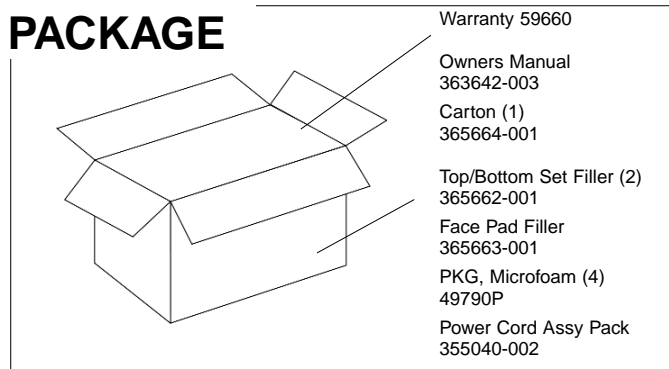 PACKAGE
Warranty 59660
Owners Manual
363642-003
Carton (1)
365664-001
Top/Bottom Set Filler (2)
365662-001
Face Pad Filler
365663-001
PKG, Microfoam (4)
49790P
Power Cord Assy Pack
355040-002